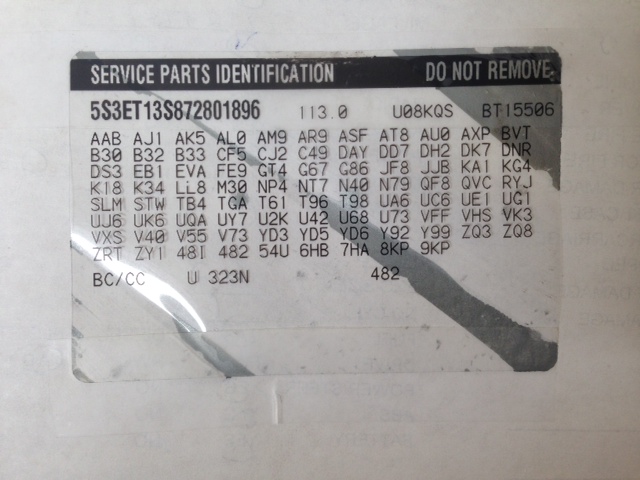 SERVICE PARTS IDENTIFICATION DO NOT REMOVE
5S3ET13S872801896 113.0 U08KQS BT15506
AAB AJ1 AK5 AL0 AM9 AR9 ASF AT8 AU0 AXP BVT
B30 B32 B33 CF5 CJ2 C49 DAY DD7 DH2 DK7 DNR
DS3 EB1 EVA FE9 GT4 G67 G86 JF8 JJB KA1 KG4
K18 K34 LL8 M30 NP4 NT7 N40 N79 QF8 QVC RYJ
SLM STW TB4 TGA T61 T96 T98 UA6 UC6 UE1 UG1
UJ6 UK6 UQA UY7 U2K U42 U68 U73 VFF VHS VK3
VXS V40 V55 V73 YD3 YD5 YD6 Y92 Y99 ZQ3 ZQ8
ZRT ZY1 48I 482 54U 6HB 7HA 8KP 9KP
BC/CC U 323N 482